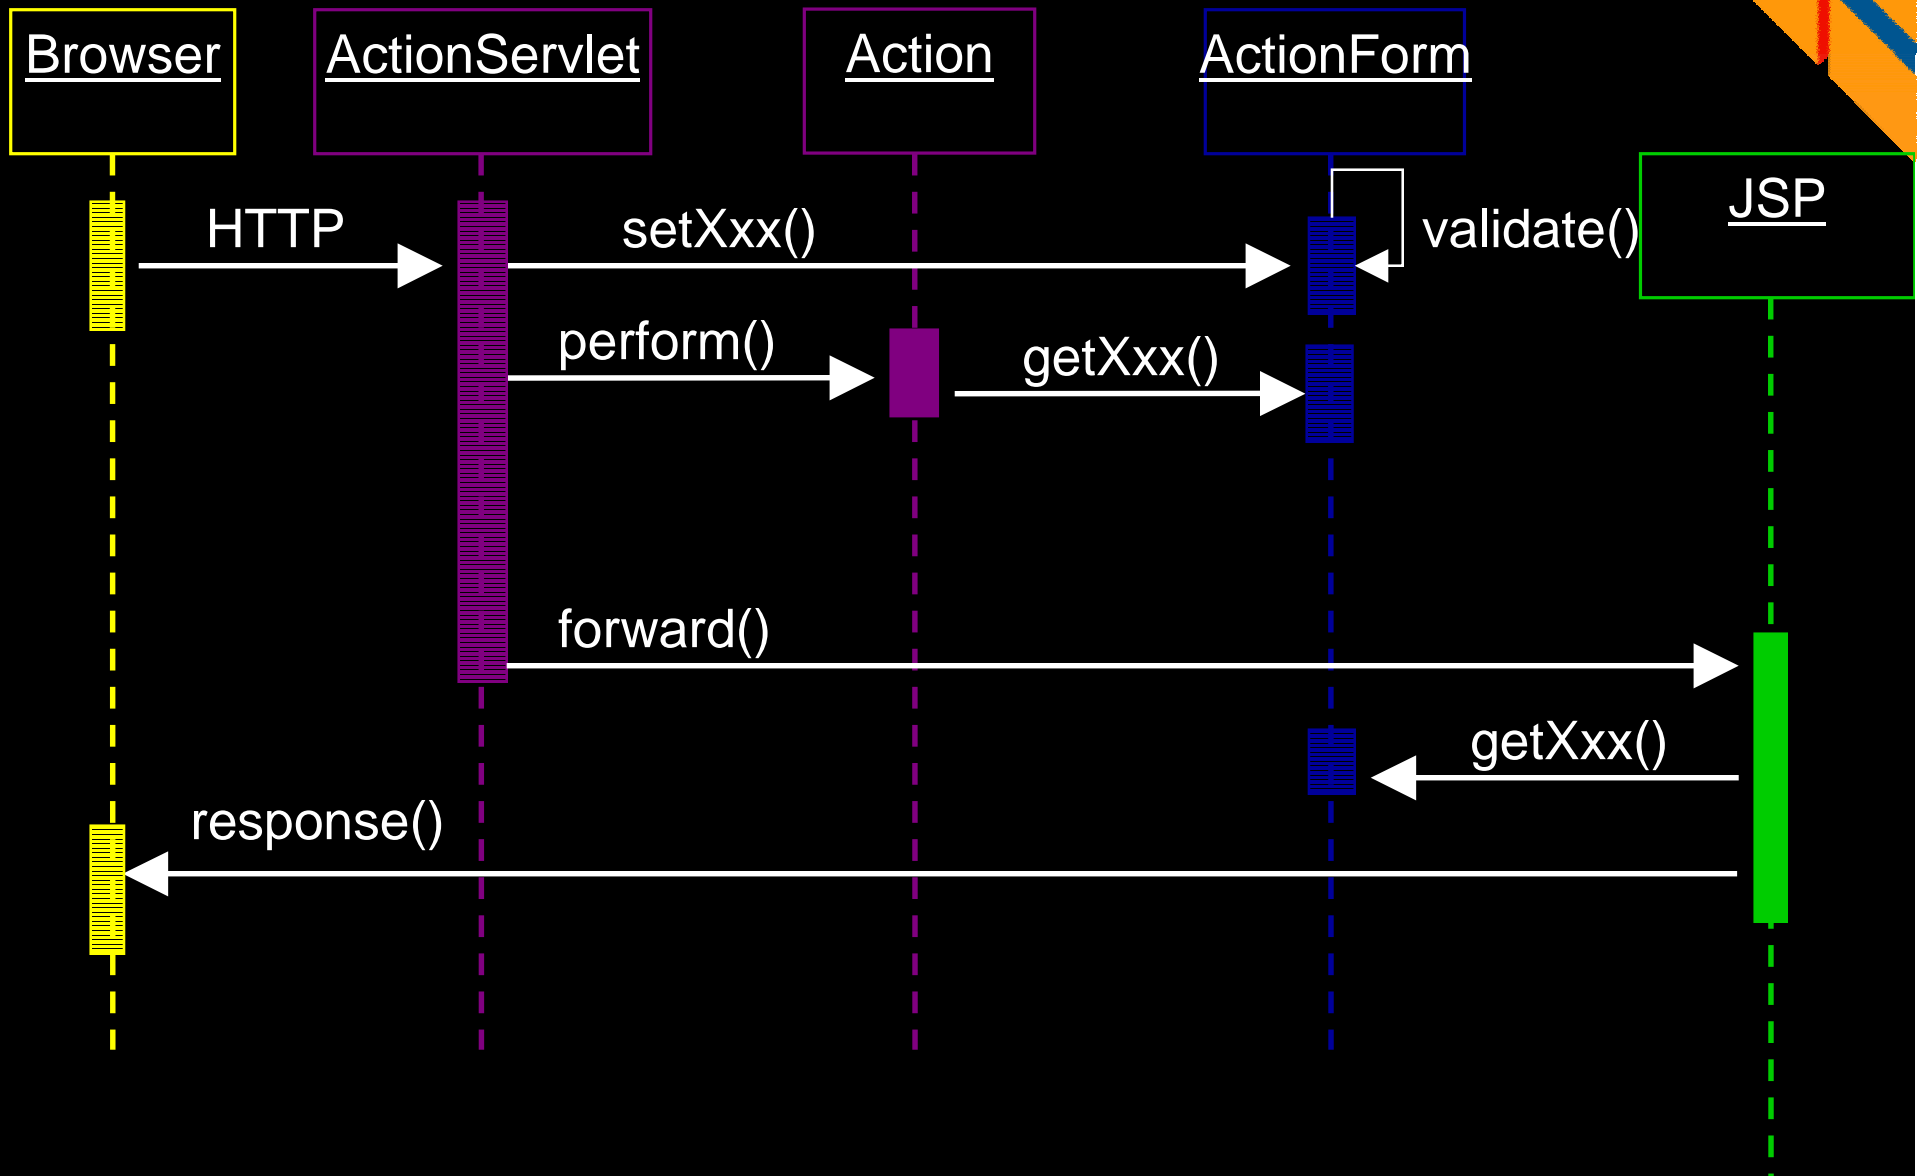 Browser
ActionServlet
Action
ActionForm
JSP
HTTP
setXxx()
validate()
perform()
getXxx()
forward()
getXxx()
response()